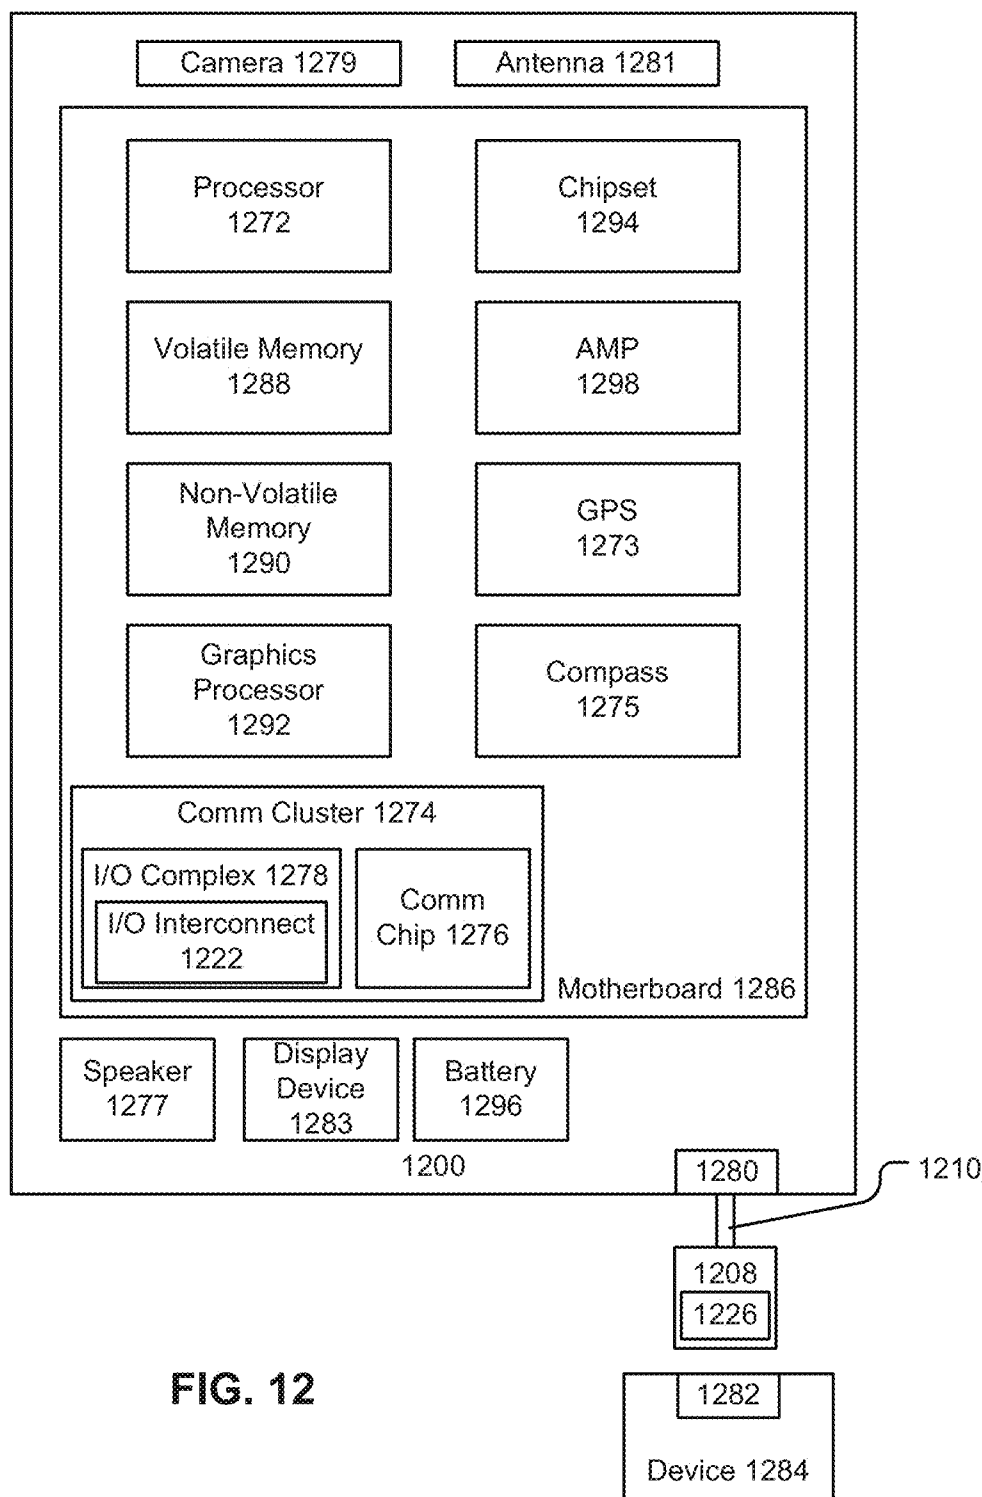 Camera 1279
Antenna 1281
Processor
1272
Chipset
1294
Volatile Memory
1288
AMP
1298
Non-Volatile
Memory
1290
GPS
1273
Graphics
Processor
1292
Compass
1275
Comm Cluster 1274
I/O Complex 1278
I/O Interconnect
1222
Comm
Chip 1276
Motherboard 1286
Speaker
1277
Display
Device
1283
Battery
1296
1200
1280
1210
1208
1226
FIG. 12
1282
Device 1284